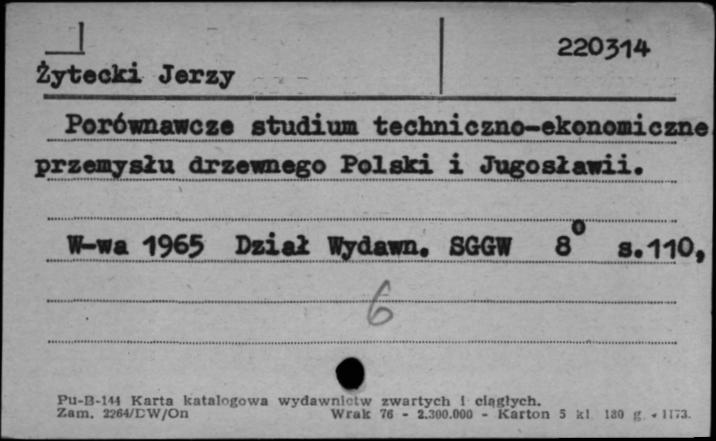 220314
Żytecki Jerzy
Porównawcze studium techniczno-ekonomiczne
przemysłu drzewnego Polski i Jugosławii.
W-wa 1965 Dział Wydawn. SGGW 8° s.110,
6
Pu-B-144 Karta katalogowa wydawnictw zwartych i ciągłych.
Zam. 2264/DW/On Wrak 76 - 2.300.000 - Karton 5 kl 180 g. 1173.